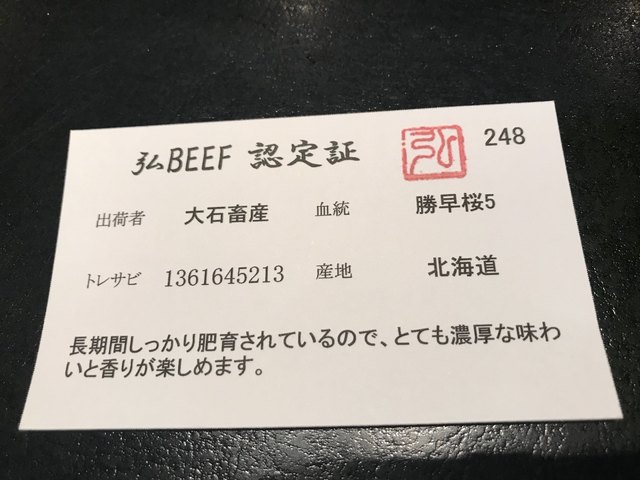 弘BEEF 認定証 弘 248
出荷者 大石畜産 血統 勝早桜5
トレサビ 1361645213 産地 北海道
長期間しっかり肥育されているので、とても濃厚な味わ
いと香りが楽しめます。